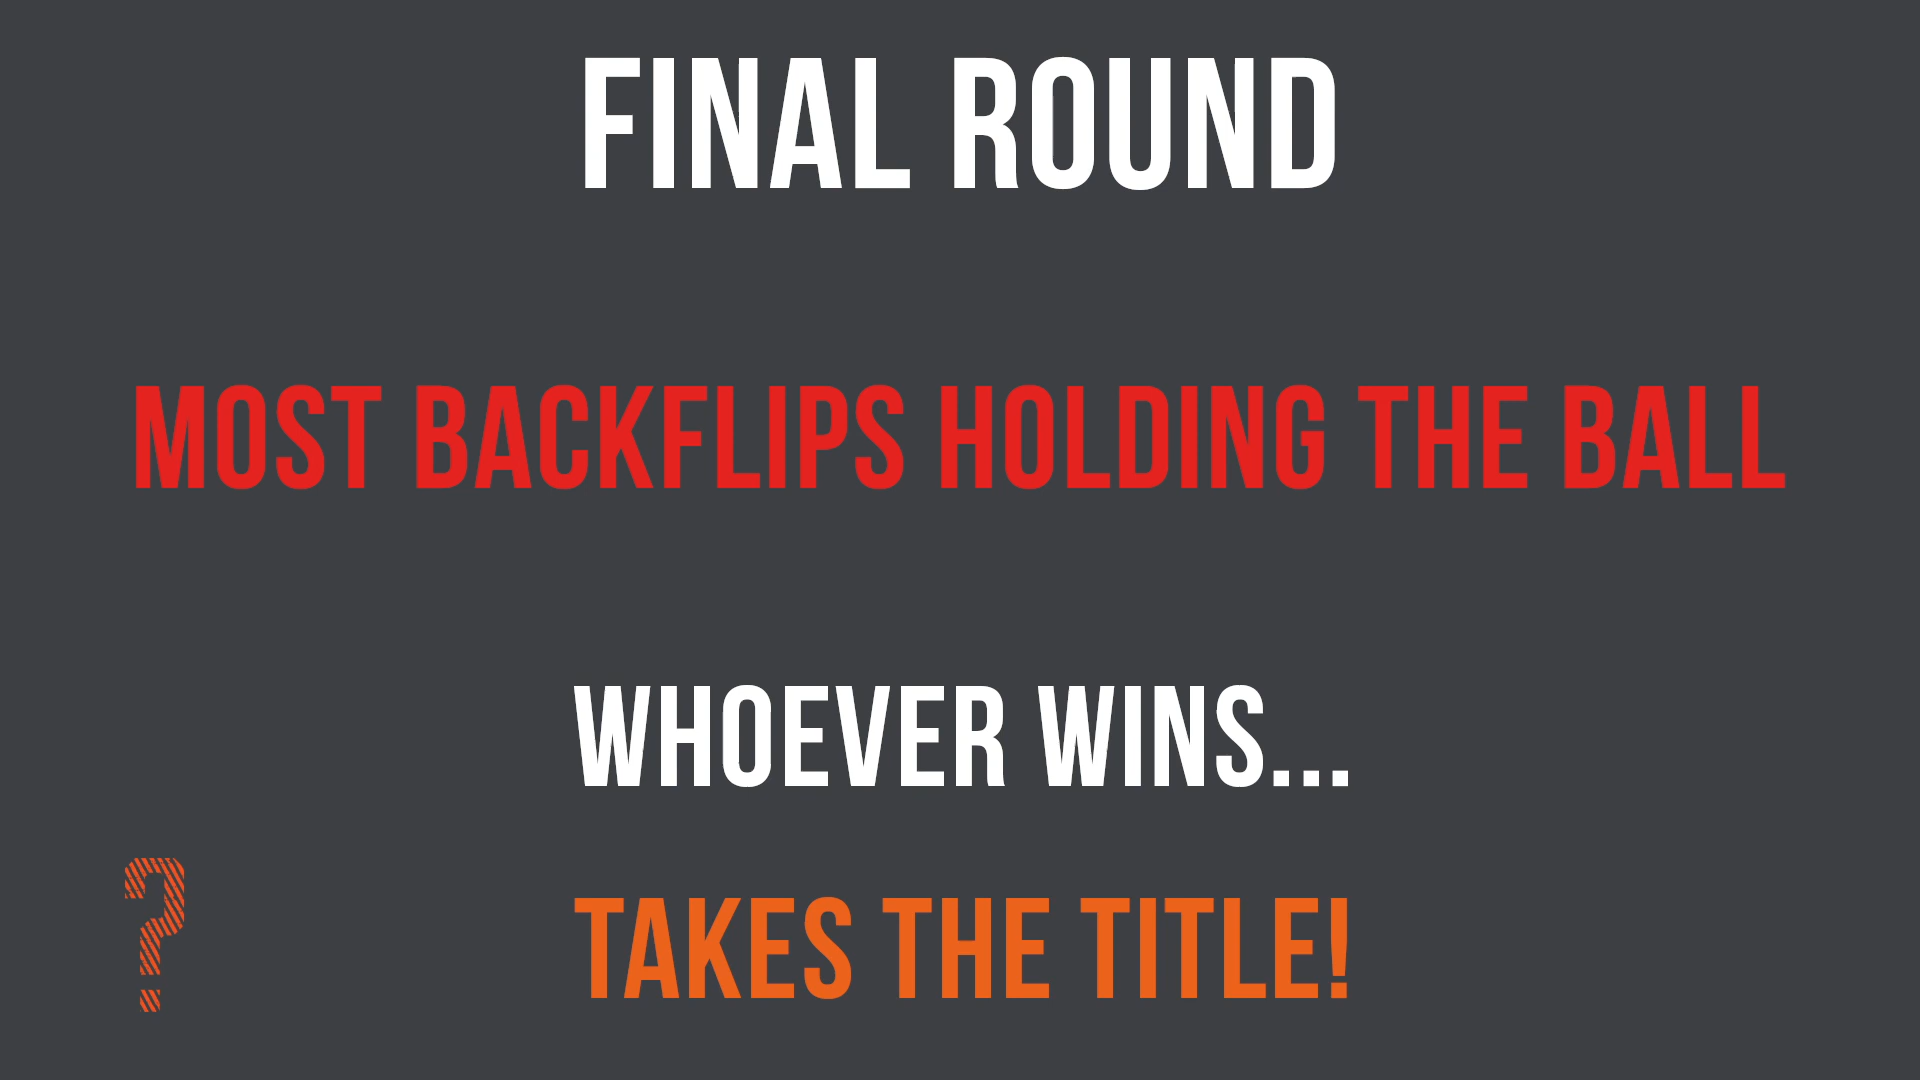 FINAL ROUND
MOST BACKFLIPS HOLDING THE BALL
WHOEVER WINS...
TAKES THE TITLE!
?